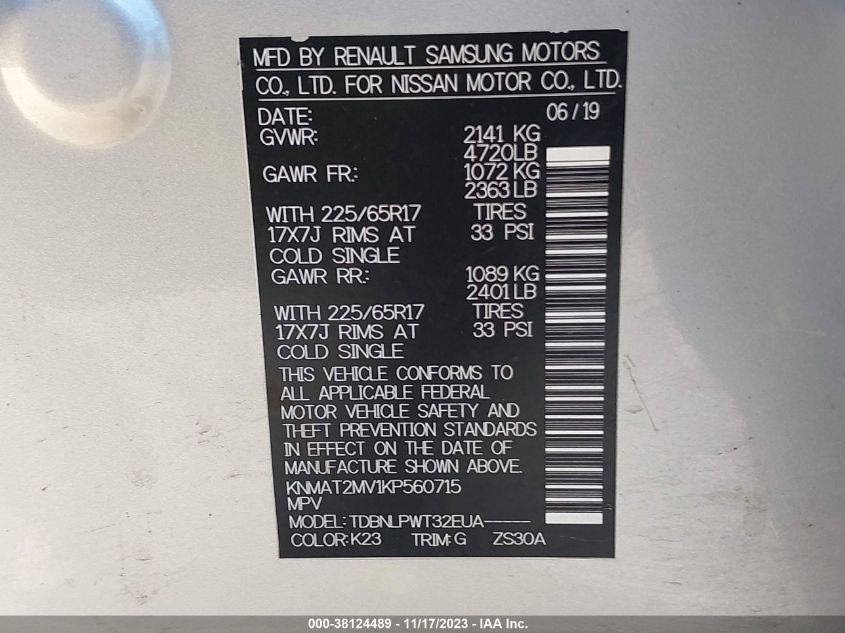 MFD BY RENAULT SAMSUNG MOTORS
CO., LTD. FOR NISSAN MOTOR CO., LTD.
DATE: 06/19
GVWR: 2141 KG
4720LB
GAWR FR: 1072 KG
2363 LB
WITH 225/65R17 TIRES
17X7J RIMS AT 33 PSI
COLD SINGLE
GAWR RR: 1089 KG
2401 LB
WITH 225/65R17 TIRES
17X7J RIMS AT 33 PSI
COLD SINGLE
THIS VEHICLE CONFORMS TO
ALL APPLICABLE FEDERAL
MOTOR VEHICLE SAFETY AND
THEFT PREVENTION STANDARDS
IN EFFECT ON THE DATE OF
MANUFACTURE SHOWN ABOVE.
KNMAT2MV1KP560715
MPV
MODEL: TDBNLPWT32EUA-----
COLOR: K23 TRIM: G ZS30A
000-38124489 - 11/17/2023 - IAA Inc.